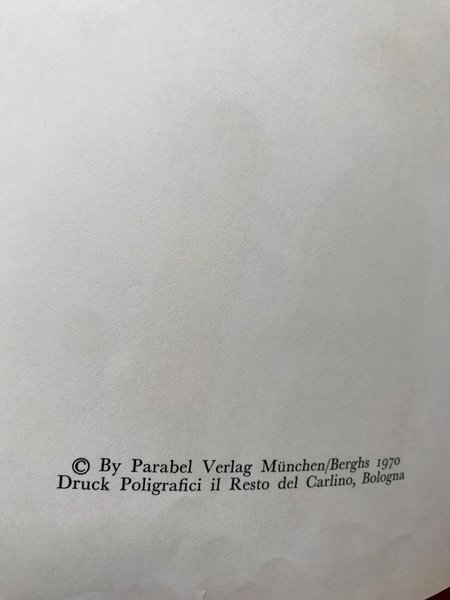 © By Parabel Verlag München/Berghs 1970
Druck Poligrafici il Resto del Carlino, Bologna